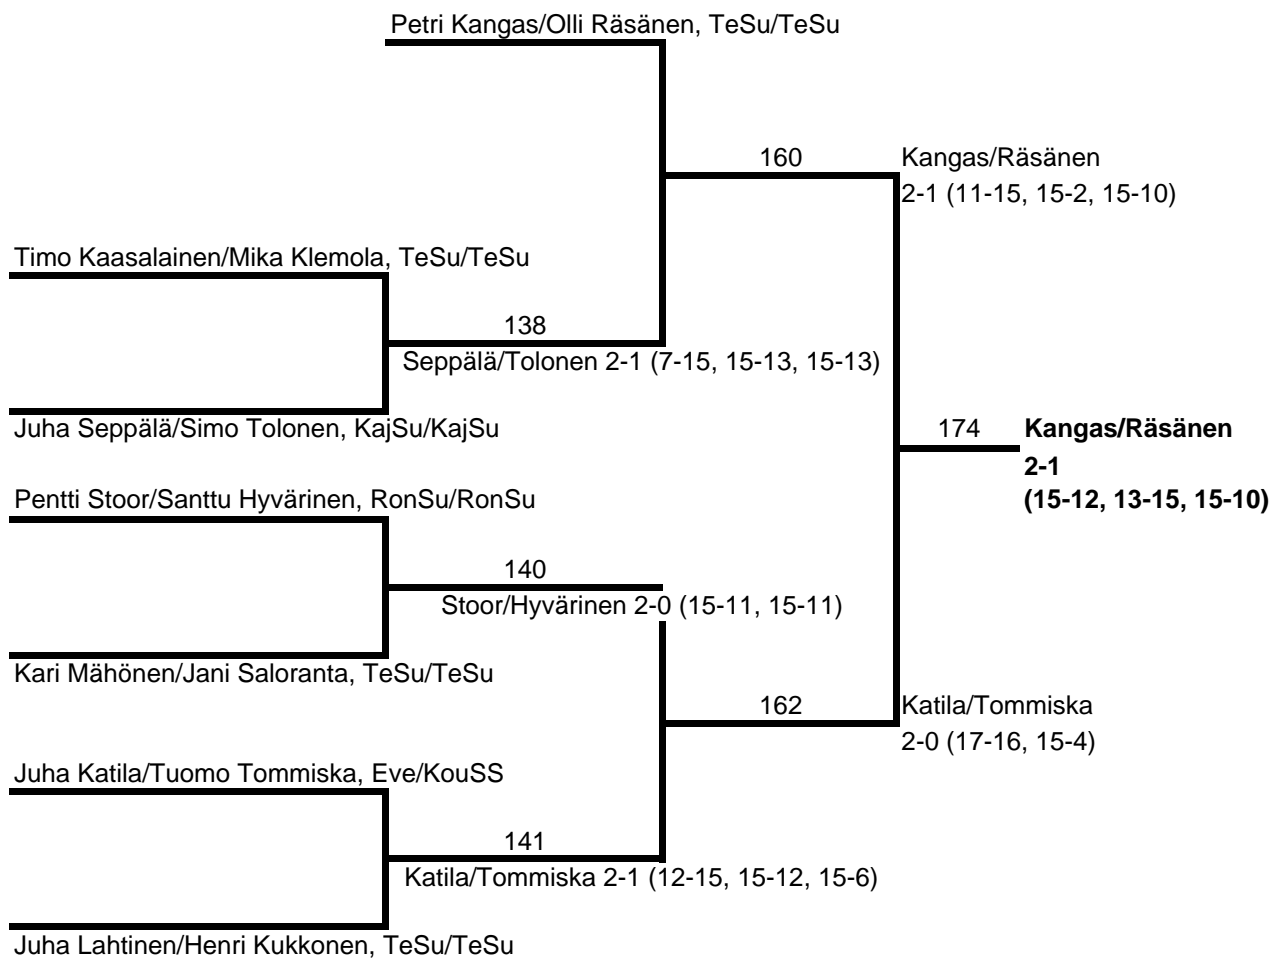 Petri Kangas/Olli Räsänen, TeSu/TeSu
160
Kangas/Räsänen
2-1 (11-15, 15-2, 15-10)
Timo Kaasalainen/Mika Klemola, TeSu/TeSu
138
Seppälä/Tolonen 2-1 (7-15, 15-13, 15-13)
Juha Seppälä/Simo Tolonen, KajSu/KajSu
174
Kangas/Räsänen
2-1
(15-12, 13-15, 15-10)
Pentti Stoor/Santtu Hyvärinen, RonSu/RonSu
140
Stoor/Hyvärinen 2-0 (15-11, 15-11)
Kari Mähönen/Jani Saloranta, TeSu/TeSu
162
Katila/Tommiska
2-0 (17-16, 15-4)
Juha Katila/Tuomo Tommiska, Eve/KouSS
141
Katila/Tommiska 2-1 (12-15, 15-12, 15-6)
Juha Lahtinen/Henri Kukkonen, TeSu/TeSu